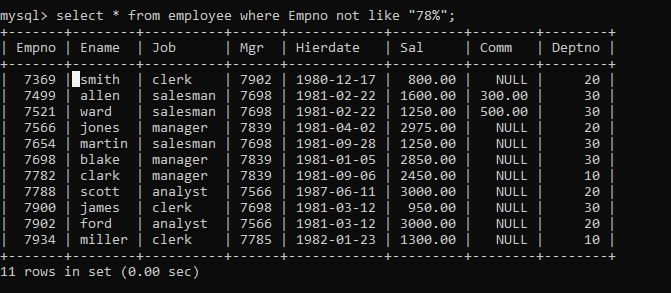 mysql> select * from employee where Empno not like "78%";
+-------+--------+----------+------+------------+---------+--------+--------+
| Empno | Ename | Job | Mgr | Hierdate | Sal | Comm | Deptno |
+-------+--------+----------+------+------------+---------+--------+--------+
| 7369 | smith | clerk | 7902 | 1980-12-17 | 800.00 | NULL | 20 |
| 7499 | allen | salesman | 7698 | 1981-02-22 | 1600.00 | 300.00 | 30 |
| 7521 | ward | salesman | 7698 | 1981-02-22 | 1250.00 | 500.00 | 30 |
| 7566 | jones | manager | 7839 | 1981-04-02 | 2975.00 | NULL | 20 |
| 7654 | martin | salesman | 7698 | 1981-09-28 | 1250.00 | NULL | 30 |
| 7698 | blake | manager | 7839 | 1981-01-05 | 2850.00 | NULL | 30 |
| 7782 | clark | manager | 7839 | 1981-09-06 | 2450.00 | NULL | 10 |
| 7788 | scott | analyst | 7566 | 1987-06-11 | 3000.00 | NULL | 20 |
| 7900 | james | clerk | 7698 | 1981-03-12 | 950.00 | NULL | 30 |
| 7902 | ford | analyst | 7566 | 1981-03-12 | 3000.00 | NULL | 20 |
| 7934 | miller | clerk | 7785 | 1982-01-23 | 1300.00 | NULL | 10 |
+-------+--------+----------+------+------------+---------+--------+--------+
11 rows in set (0.00 sec)